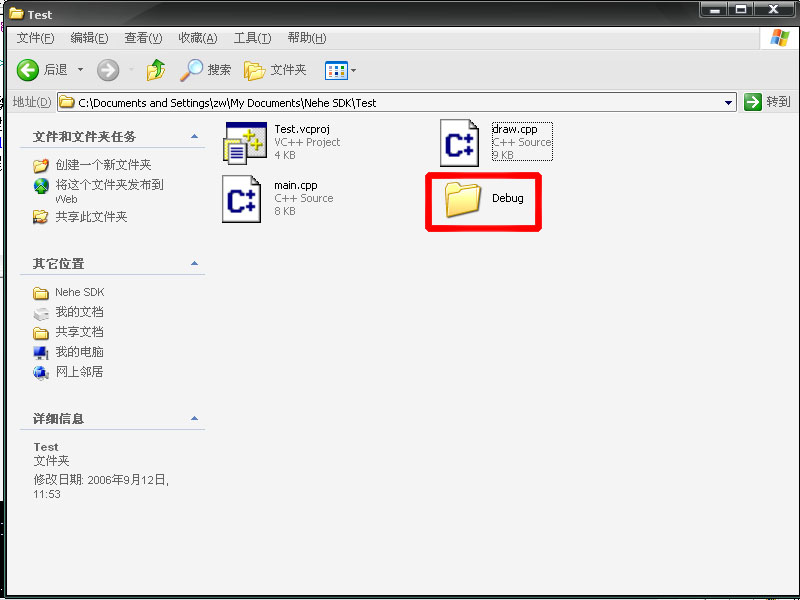 Test
文件(F) 编辑(E) 查看(V) 收藏(A) 工具(T) 帮助(H)
后退 搜索 文件夹
地址(D) C:\Documents and Settings\zw\My Documents\Nehe SDK\Test 转到
文件和文件夹任务
创建一个新文件夹
将这个文件夹发布到
Web
共享此文件夹
其它位置
Nehe SDK
我的文档
共享文档
我的电脑
网上邻居
详细信息
Test
文件夹
修改日期: 2006年9月12日,
11:53
Test.vcproj
VC++ Project
4 KB
draw.cpp
C++ Source
9 KB
main.cpp
C++ Source
8 KB
Debug